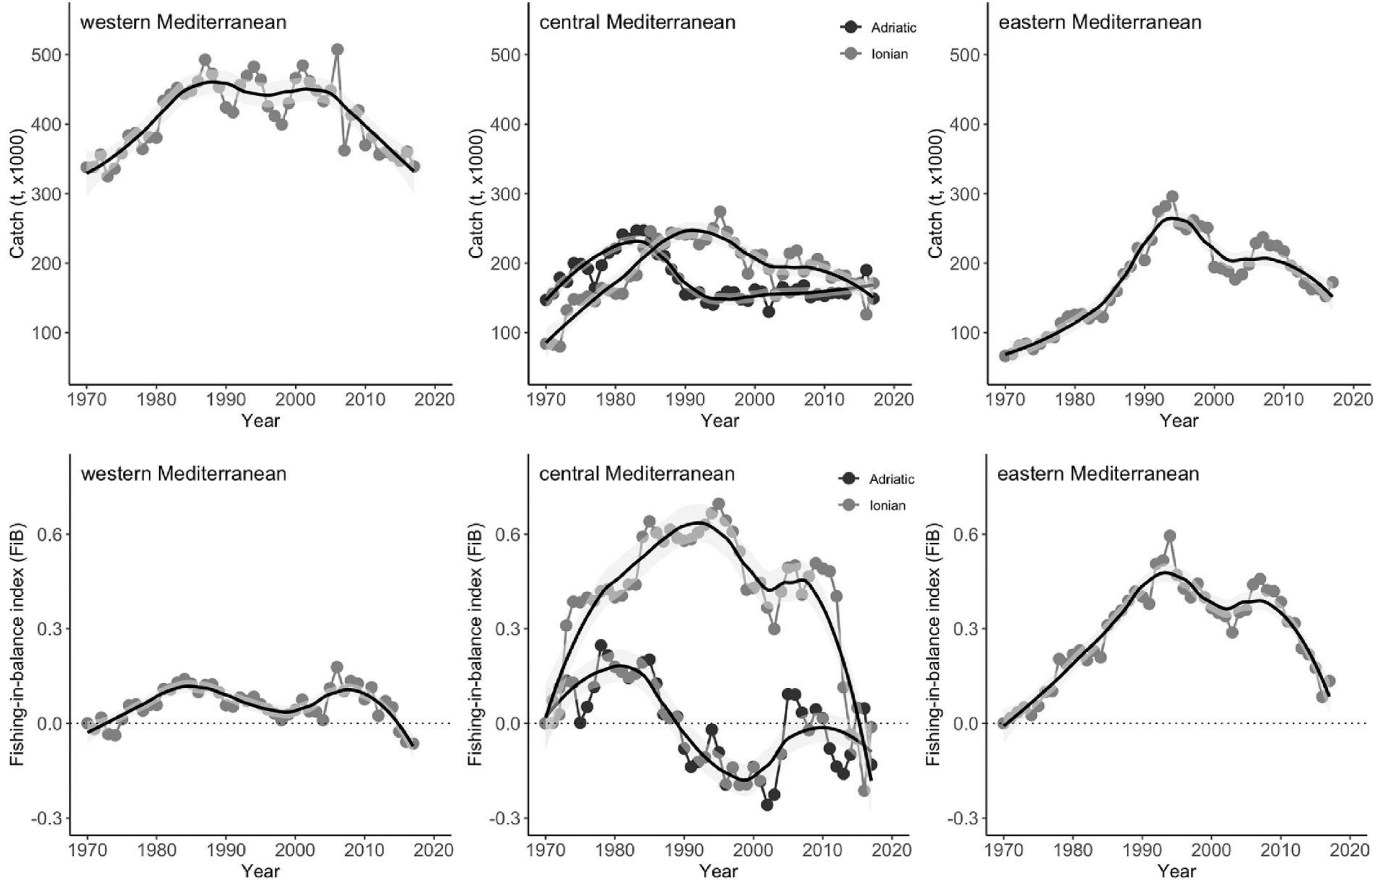 western Mediterranean
500
400
300
200
100
Catch (t, x1000)
1970 1980 1990 2000 2010 2020
Year
central Mediterranean
Adriatic
Ionian
500
400
300
200
100
Catch (t, x1000)
1970 1980 1990 2000 2010 2020
Year
eastern Mediterranean
500
400
300
200
100
Catch (t, x1000)
1970 1980 1990 2000 2010 2020
Year
western Mediterranean
0.6
0.3
0.0
-0.3
Fishing-in-balance index (FiB)
1970 1980 1990 2000 2010 2020
Year
central Mediterranean
Adriatic
Ionian
0.6
0.3
0.0
-0.3
Fishing-in-balance index (FiB)
1970 1980 1990 2000 2010 2020
Year
eastern Mediterranean
0.6
0.3
0.0
-0.3
Fishing-in-balance index (FiB)
1970 1980 1990 2000 2010 2020
Year